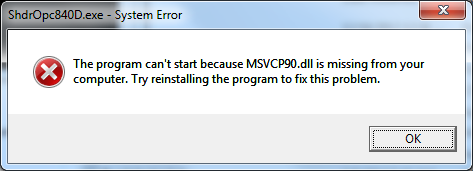 ShdrOpc840D.exe - System Error
The program can't start because MSVCP90.dll is missing from your
computer. Try reinstalling the program to fix this problem.
OK